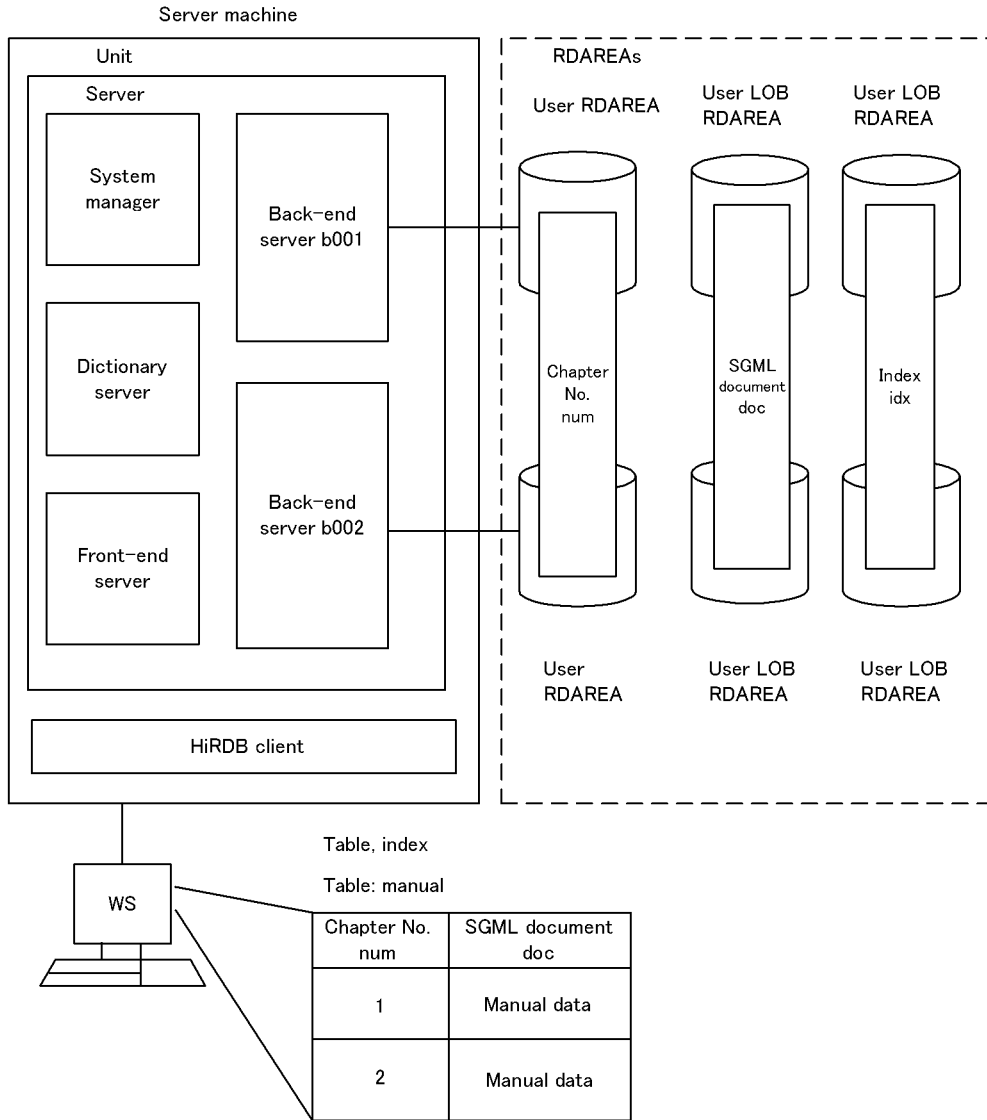 Server machine
Unit
Server
System
manager
Dictionary
server
Front-end
server
Back-end
server b001
Back-end
server b002
HiRDB client
RDAREAs
User RDAREA
User LOB
RDAREA
User LOB
RDAREA
Chapter
No.
num
SGML
document
doc
Index
idx
User
RDAREA
User LOB
RDAREA
User LOB
RDAREA
WS
Table, index
Table: manual
Chapter No.
num
SGML document
doc
1
Manual data
2
Manual data